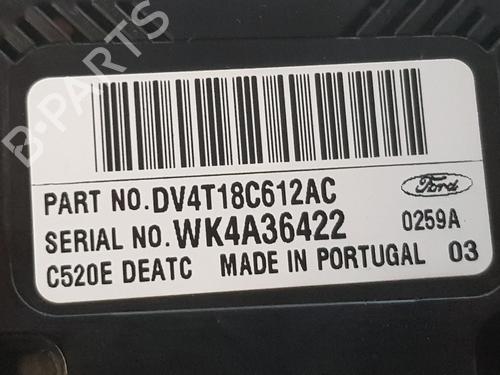 B-PARTS
PART NO.DV4T18C612AC
Ford
SERIAL NO.WK4A36422
0259A
C520E DEATC MADE IN PORTUGAL 03